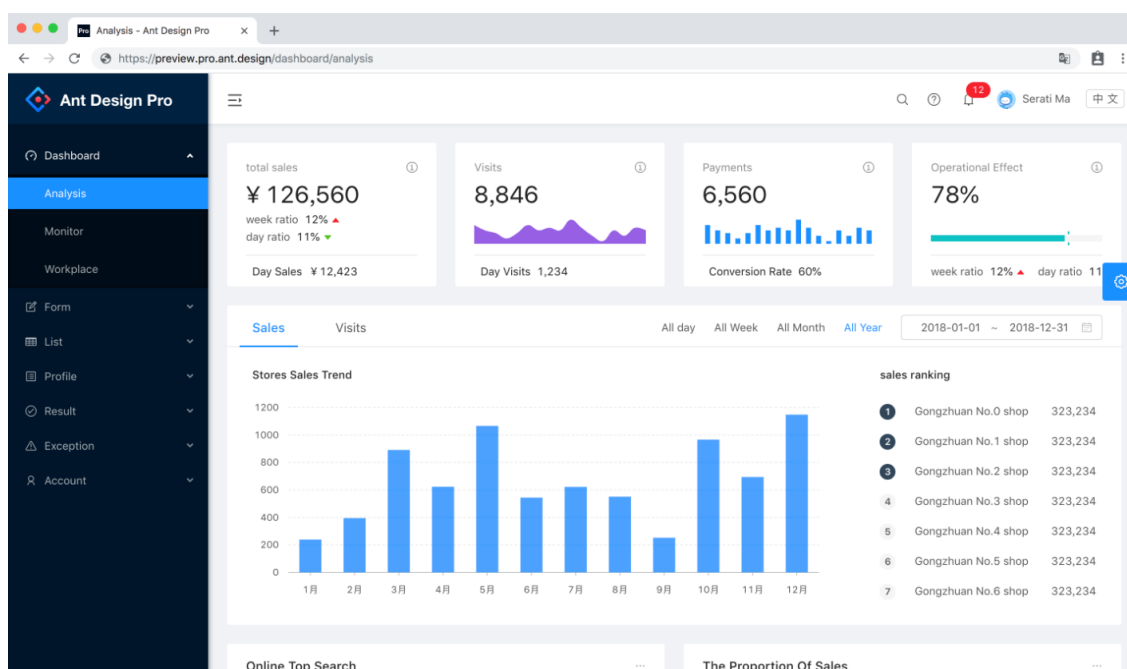 Pro Analysis - Ant Design Pro
https://preview.pro.ant.design/dashboard/analysis
Ant Design Pro
12
Serati Ma
中 文
Dashboard
Analysis
Monitor
Workplace
Form
List
Profile
Result
Exception
Account
total sales
¥ 126,560
week ratio 12%
day ratio 11%
Day Sales ¥ 12,423
Visits
8,846
Day Visits 1,234
Payments
6,560
Conversion Rate 60%
Operational Effect
78%
week ratio 12% day ratio 11
Sales Visits All day All Week All Month All Year 2018-01-01 ~ 2018-12-31
Stores Sales Trend
1200
1000
800
600
400
200
0
1月 2月 3月 4月 5月 6月 7月 8月 9月 10月 11月 12月
sales ranking
1 Gongzhuan No.0 shop 323,234
2 Gongzhuan No.1 shop 323,234
3 Gongzhuan No.2 shop 323,234
4 Gongzhuan No.3 shop 323,234
5 Gongzhuan No.4 shop 323,234
6 Gongzhuan No.5 shop 323,234
7 Gongzhuan No.6 shop 323,234
Online Top Search
The Proportion Of Sales